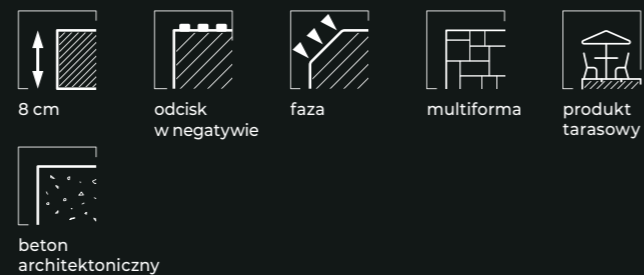 8 cm
odcisk
w negatywie
faza
multiforma
produkt
tarasowy
beton
architektoniczny